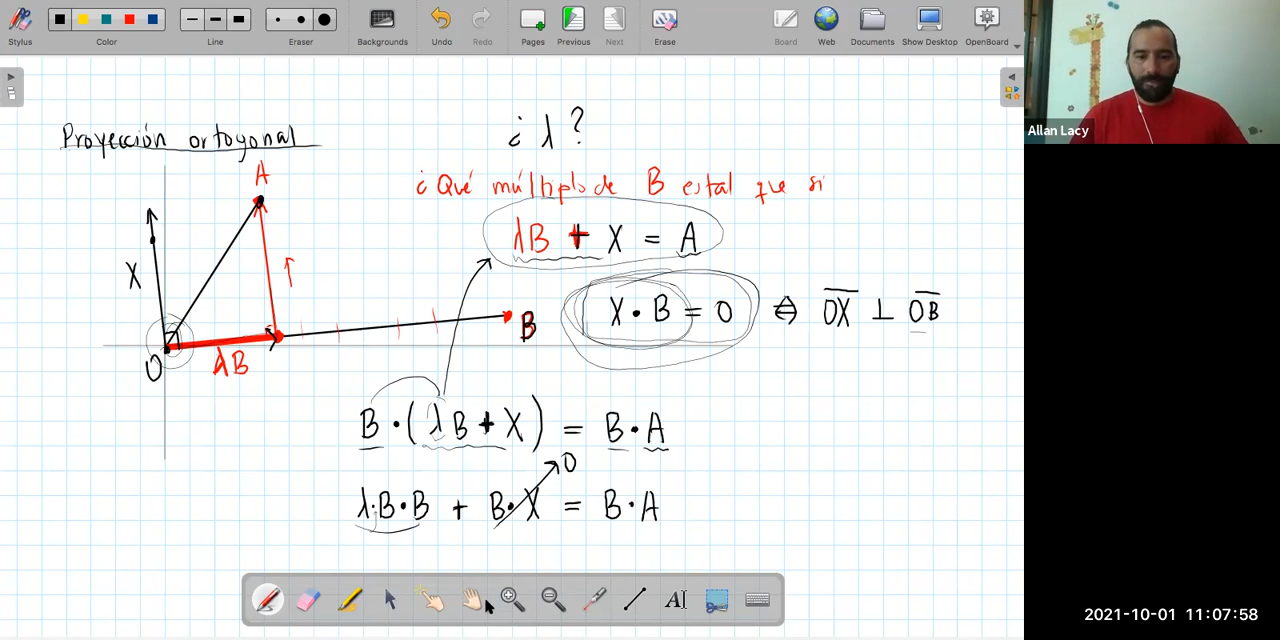 Stylus Color Line Eraser Backgrounds Undo Redo Pages Previous Next Erase Board Web Documents Show Desktop OpenBoard
Allan Lacy
Proyección ortogonal
¿ λ ?
¿Qué múltiplo de B es tal que si
A
λB + X = A
X
X · B = 0 ⇔ OX ⊥ OB
B
O
λB
B · (λB + X) = B · A
0
λ·B·B + B·X = B·A
2021-10-01 11:07:58